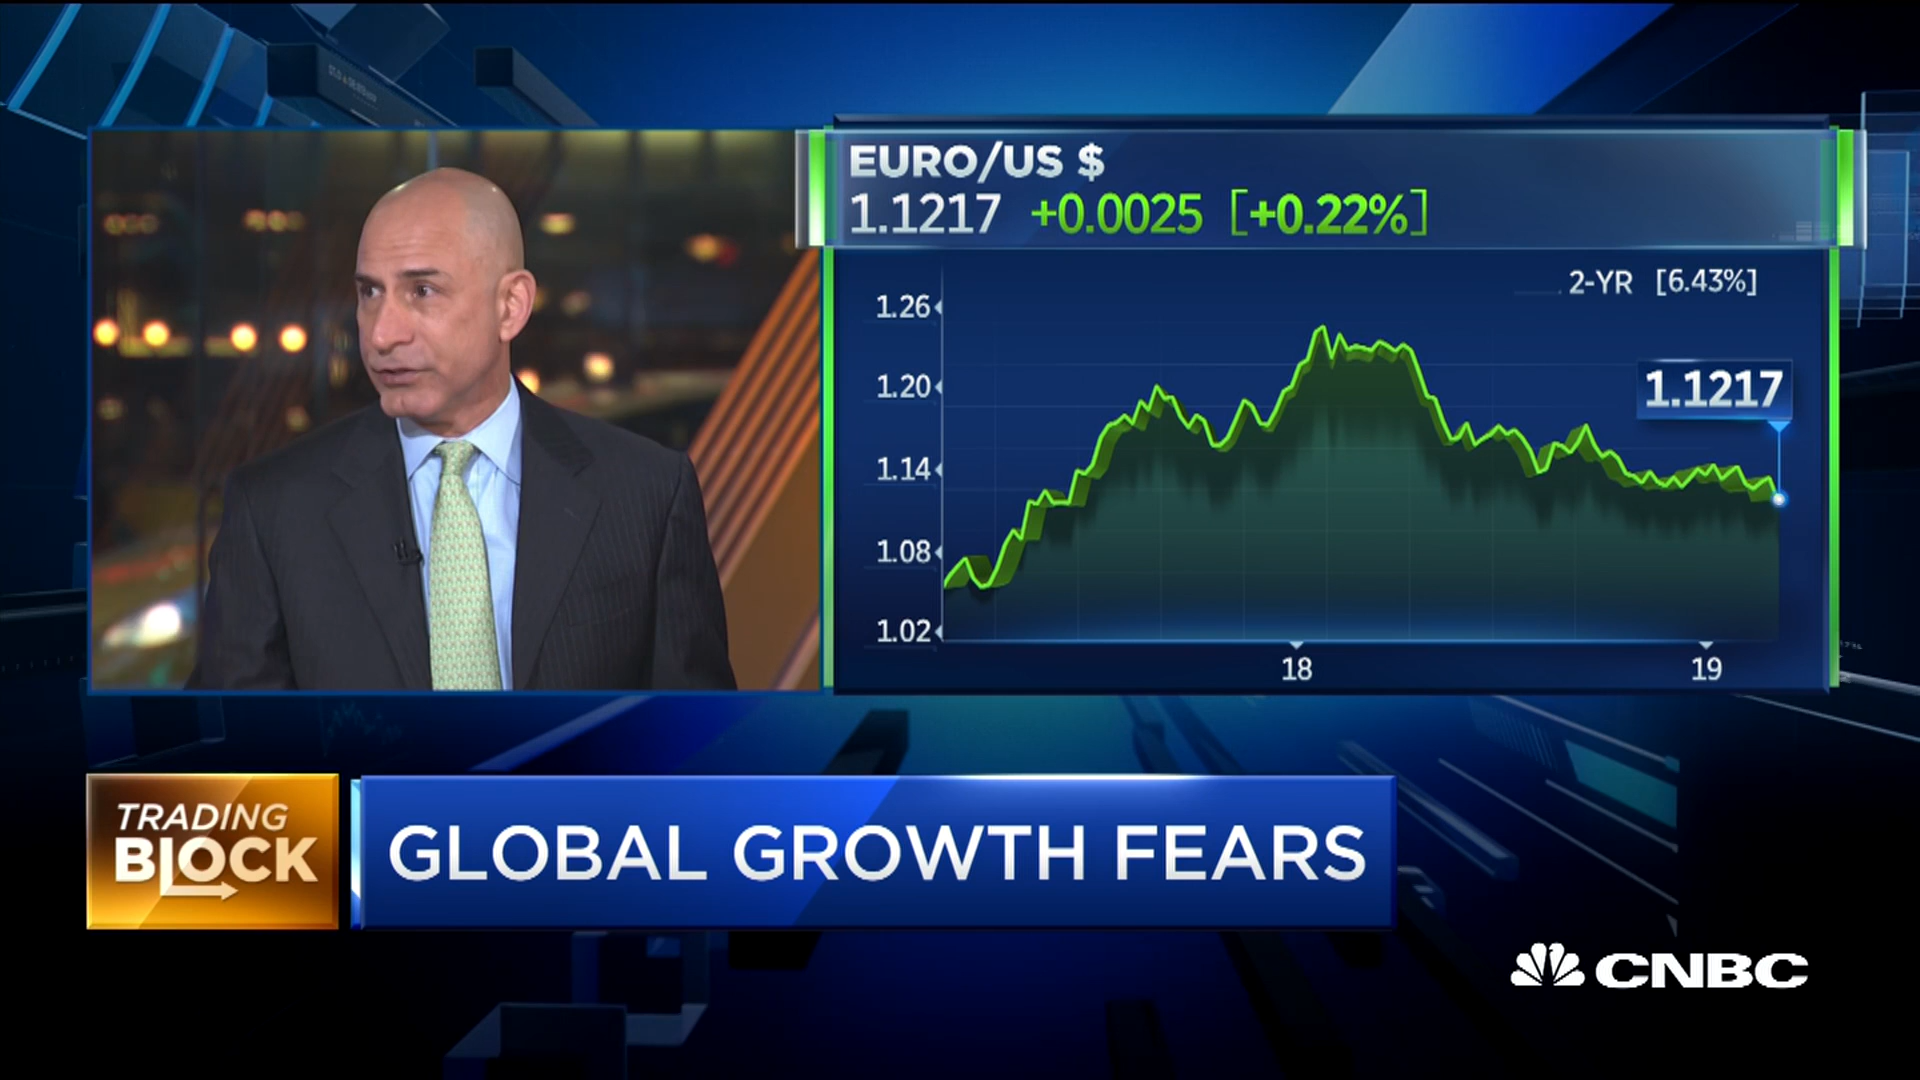 EURO/US $
1.1217 +0.0025 [+0.22%]
2-YR [6.43%]
1.26
1.20
1.14
1.08
1.02
1.1217
18
19
TRADING
BLOCK
GLOBAL GROWTH FEARS
CNBC